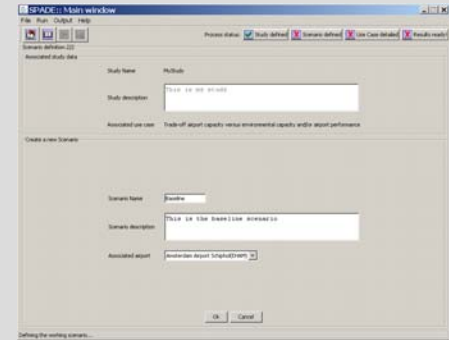 SPADE:: Main window
File Run Output Help
Process status: Study defined Scenario defined Use Case detailed Results ready!
Scenario definition
Associated study data
Study Name MyStudy
Study description This is my study
Associated use case Trade-off airport capacity versus environmental capacity and/or airport performance
Create a new Scenario
Scenario Name Baseline
Scenario description This is the baseline scenario
Associated airport Amsterdam Airport Schiphol(EHAM)
Ok Cancel
Defining the working scenario...